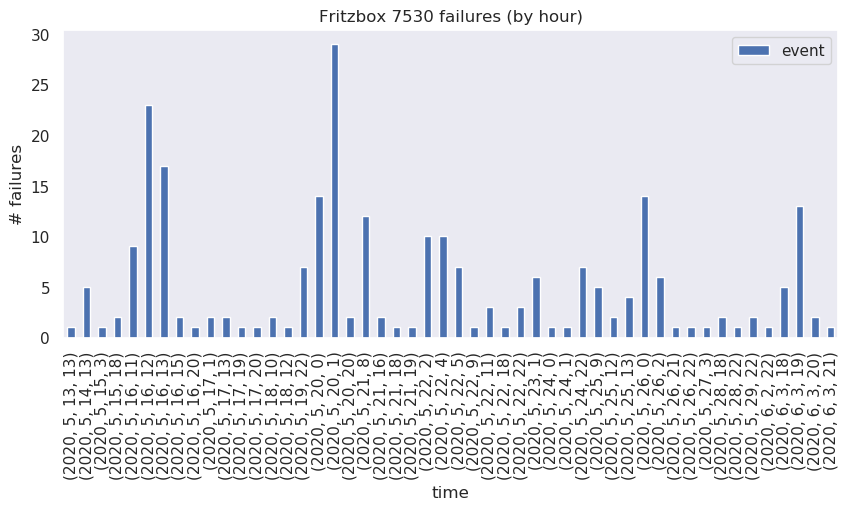 Fritzbox 7530 failures (by hour)
event
# failures
30
25
20
15
10
5
0
(2020, 5, 13, 13)
(2020, 5, 14, 13)
(2020, 5, 15, 3)
(2020, 5, 15, 18)
(2020, 5, 16, 11)
(2020, 5, 16, 12)
(2020, 5, 16, 13)
(2020, 5, 16, 15)
(2020, 5, 16, 20)
(2020, 5, 17, 1)
(2020, 5, 17, 13)
(2020, 5, 17, 19)
(2020, 5, 17, 20)
(2020, 5, 18, 10)
(2020, 5, 18, 12)
(2020, 5, 19, 22)
(2020, 5, 20, 0)
(2020, 5, 20, 1)
(2020, 5, 20, 20)
(2020, 5, 21, 8)
(2020, 5, 21, 16)
(2020, 5, 21, 18)
(2020, 5, 21, 19)
(2020, 5, 22, 2)
(2020, 5, 22, 4)
(2020, 5, 22, 5)
(2020, 5, 22, 9)
(2020, 5, 22, 11)
(2020, 5, 22, 18)
(2020, 5, 22, 22)
(2020, 5, 23, 1)
(2020, 5, 24, 0)
(2020, 5, 24, 1)
(2020, 5, 24, 22)
(2020, 5, 25, 9)
(2020, 5, 25, 12)
(2020, 5, 25, 13)
(2020, 5, 26, 0)
(2020, 5, 26, 2)
(2020, 5, 26, 21)
(2020, 5, 26, 22)
(2020, 5, 27, 3)
(2020, 5, 28, 18)
(2020, 5, 28, 22)
(2020, 5, 29, 22)
(2020, 6, 2, 22)
(2020, 6, 3, 18)
(2020, 6, 3, 19)
(2020, 6, 3, 20)
(2020, 6, 3, 21)
time